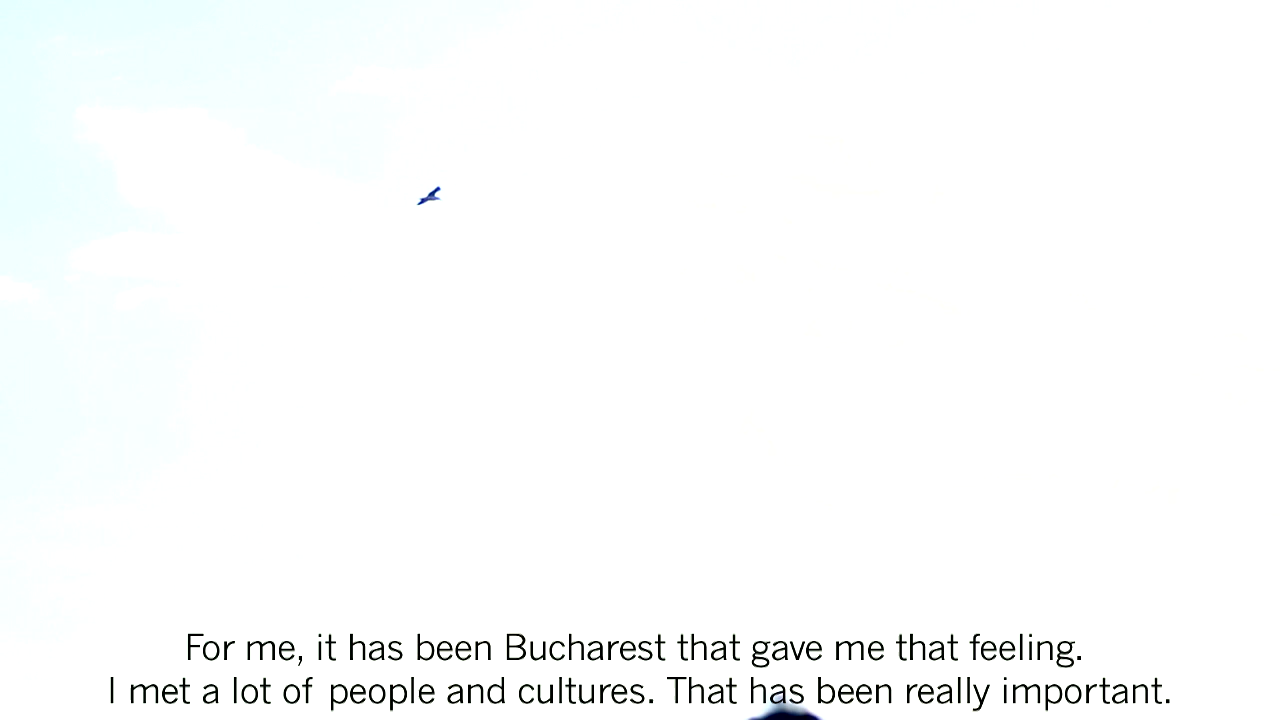 For me, it has been Bucharest that gave me that feeling.
I met a lot of people and cultures. That has been really important.